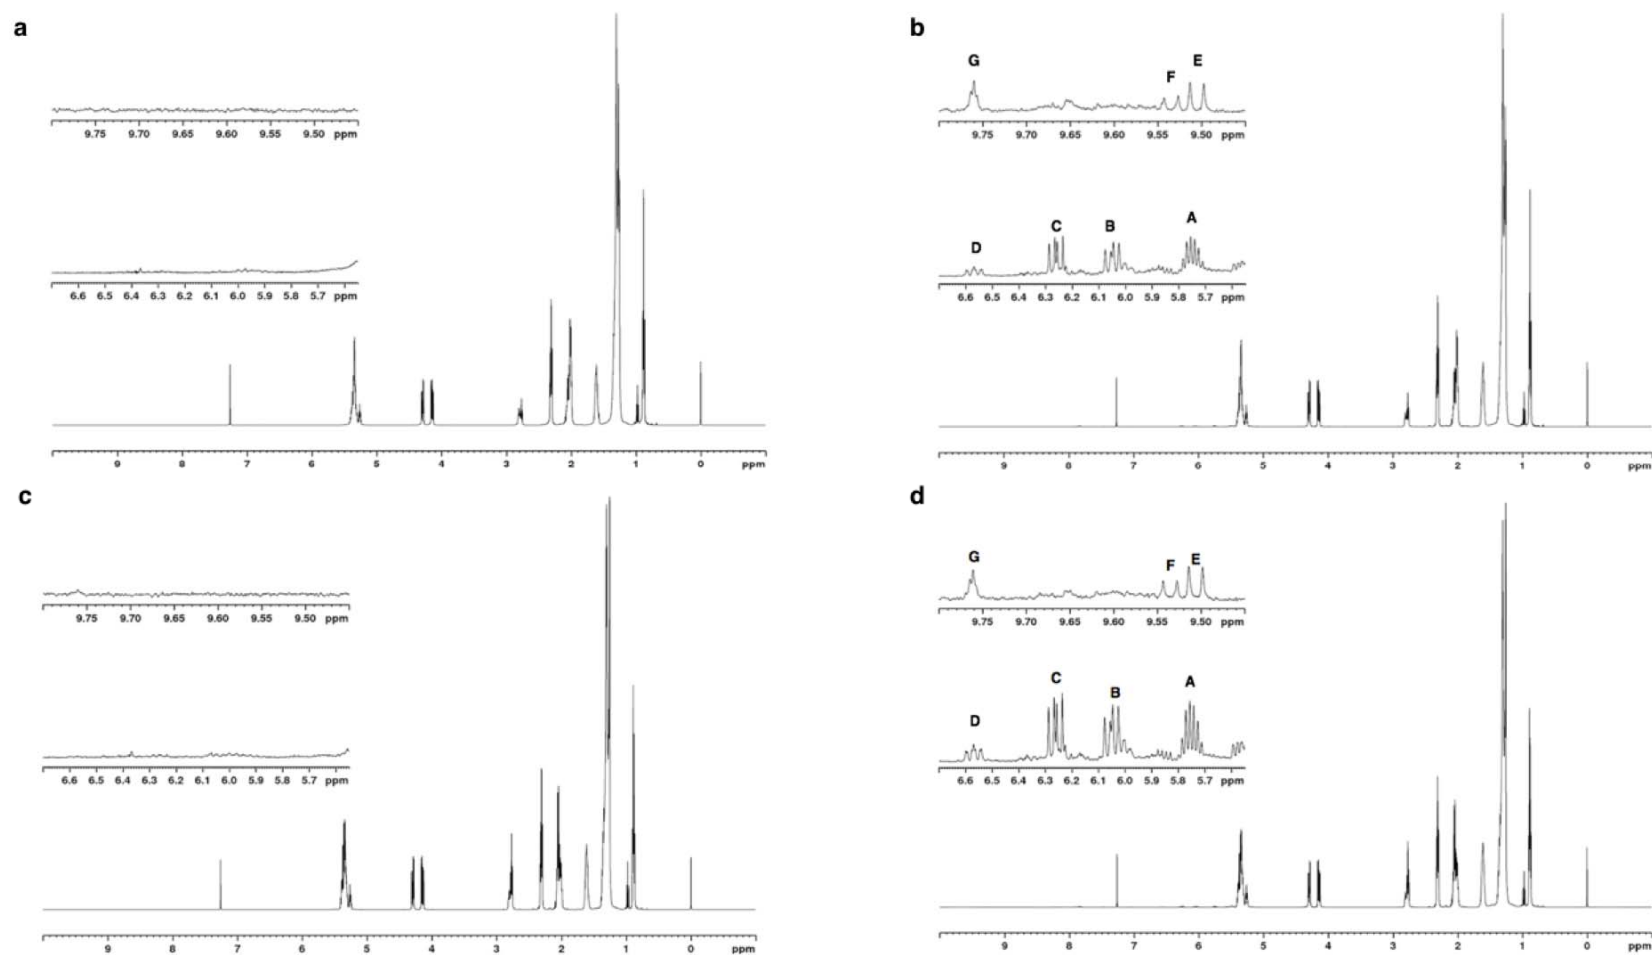 a
9.75 9.70 9.65 9.60 9.55 9.50 ppm
6.6 6.5 6.4 6.3 6.2 6.1 6.0 5.9 5.8 5.7 ppm
9 8 7 6 5 4 3 2 1 0 ppm
b
G F E
9.75 9.70 9.65 9.60 9.55 9.50 ppm
D C B A
6.6 6.5 6.4 6.3 6.2 6.1 6.0 5.9 5.8 5.7 ppm
9 8 7 6 5 4 3 2 1 0 ppm
c
9.75 9.70 9.65 9.60 9.55 9.50 ppm
6.6 6.5 6.4 6.3 6.2 6.1 6.0 5.9 5.8 5.7 ppm
6 8 7 6 5 4 3 2 1 0 ppm
d
G F E
9.75 9.70 9.65 9.60 9.55 9.50 ppm
D C B A
6.6 6.5 6.4 6.3 6.2 6.1 6.0 5.9 5.8 5.7 ppm
9 8 7 6 5 4 3 2 1 0 ppm